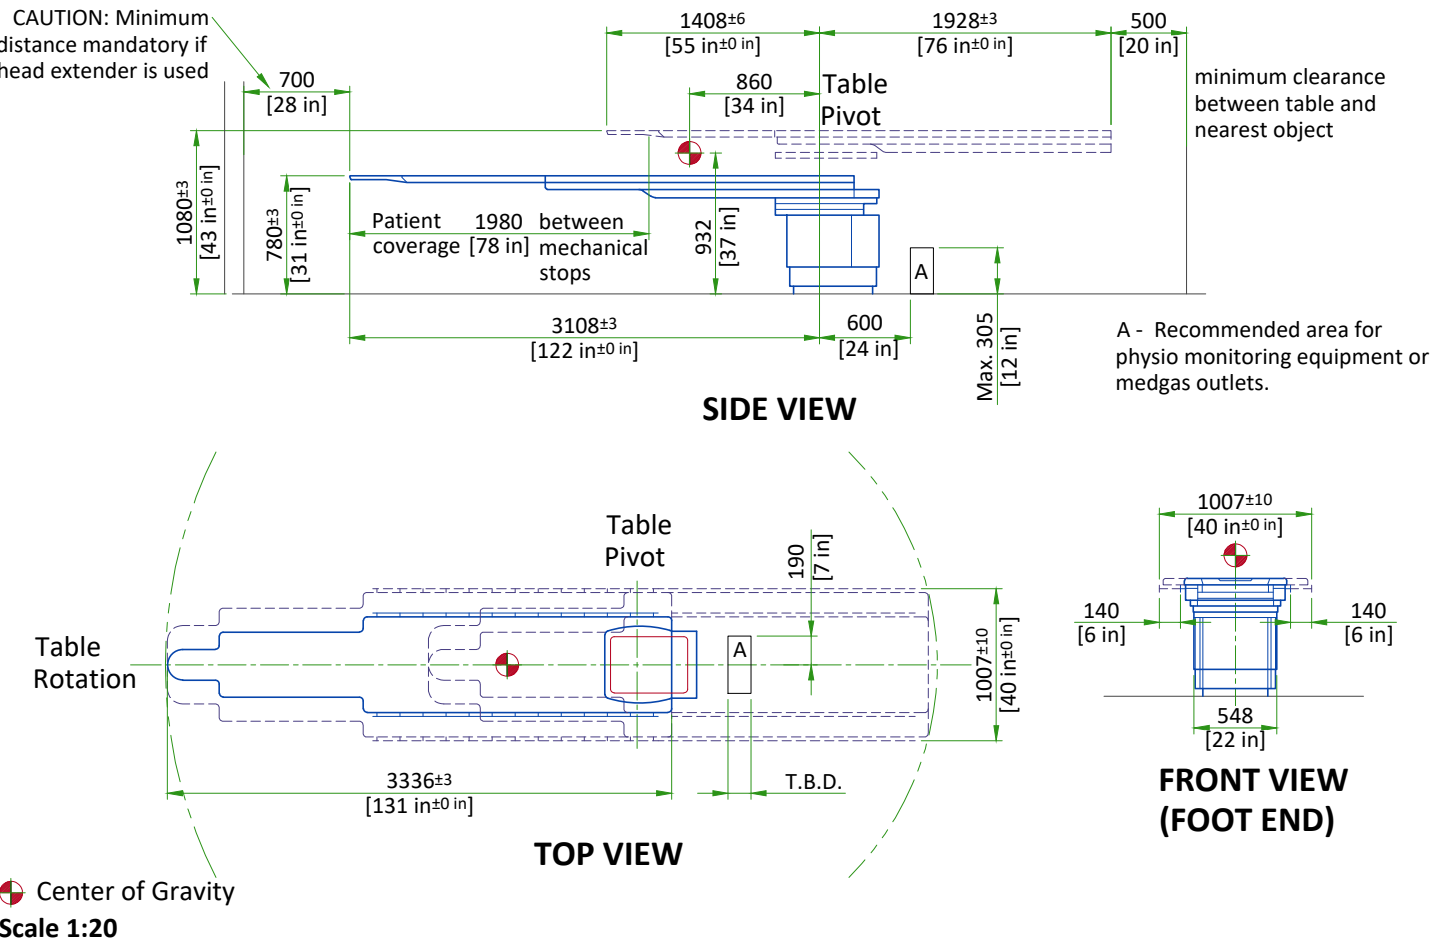 CAUTION: Minimum
distance mandatory if
head extender is used
700
[28 in]
1408±6
[55 in±0 in]
1928±3
[76 in±0 in]
500
[20 in]
860
[34 in]
Table
Pivot
minimum clearance
between table and
nearest object
1080±3
[43 in±0 in]
780±3
[31 in±0 in]
Patient
coverage
1980
[78 in]
between
mechanical
stops
932
[37 in]
A
3108±3
[122 in±0 in]
600
[24 in]
Max. 305
[12 in]
A - Recommended area for
physio monitoring equipment or
medgas outlets.
SIDE VIEW
Table
Pivot
190
[7 in]
Table
Rotation
A
1007±10
[40 in±0 in]
3336±3
[131 in±0 in]
T.B.D.
TOP VIEW
1007±10
[40 in±0 in]
140
[6 in]
140
[6 in]
548
[22 in]
FRONT VIEW
(FOOT END)
Center of Gravity
Scale 1:20